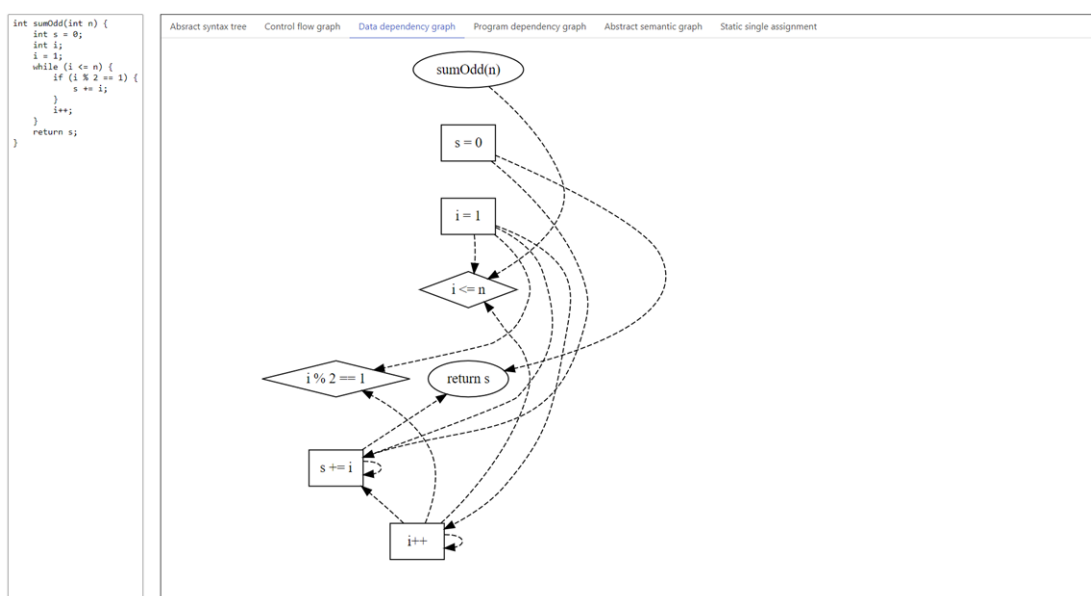 int sumOdd(int n) {
    int s = 0;
    int i;
    i = 1;
    while (i <= n) {
        if (i % 2 == 1) {
            s += i;
        }
        i++;
    }
    return s;
}
Absract syntax tree
Control flow graph
Data dependency graph
Program dependency graph
Abstract semantic graph
Static single assignment
sumOdd(n)
s = 0
i = 1
i <= n
i % 2 == 1
return s
s += i
i++